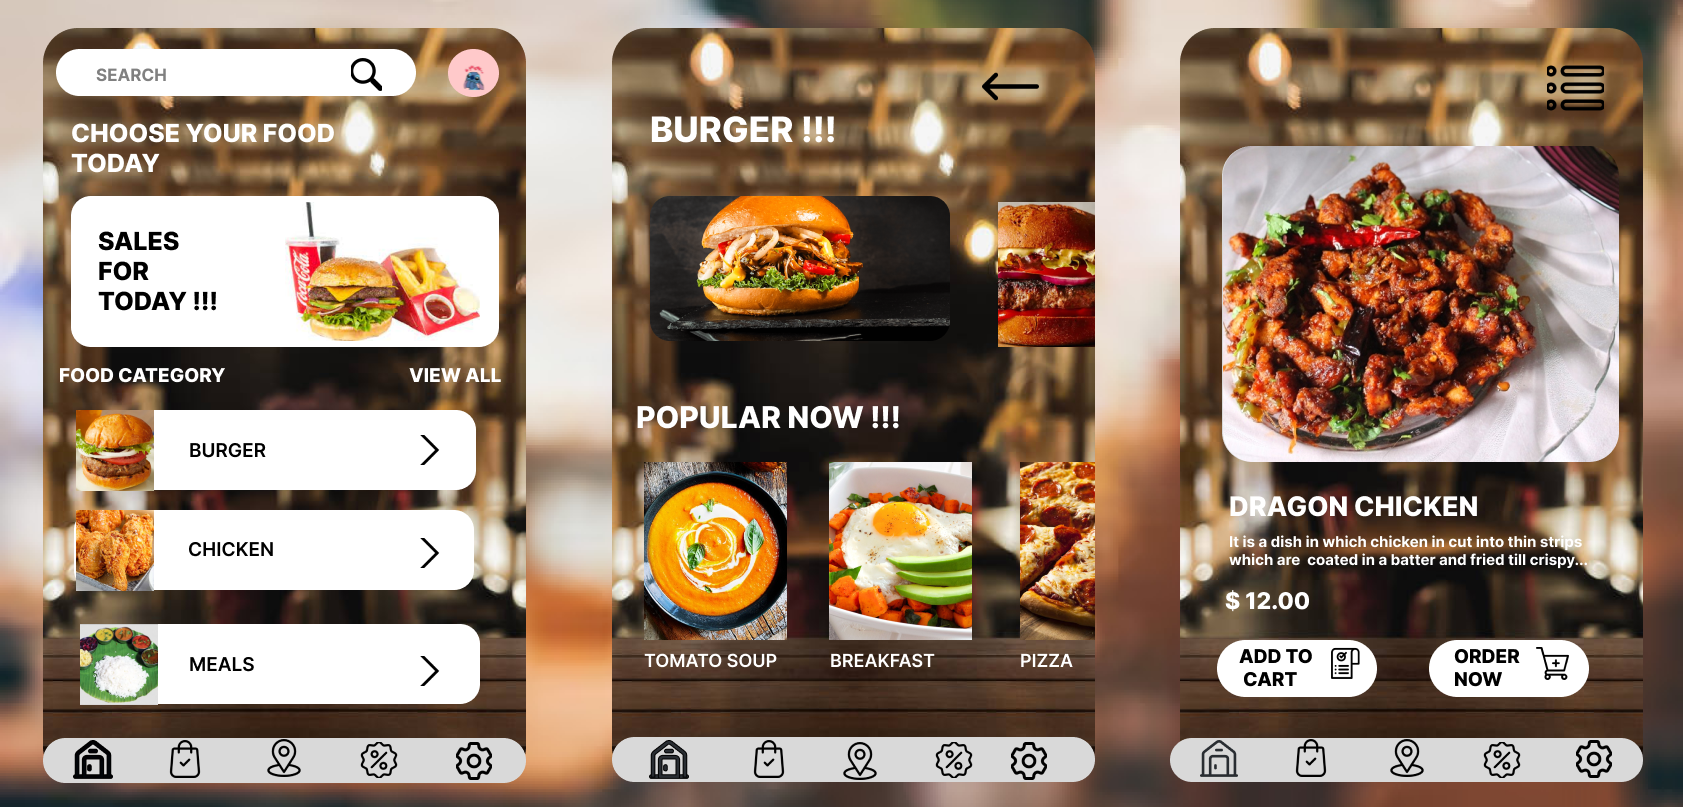 SEARCH
CHOOSE YOUR FOOD
TODAY
SALES
FOR
TODAY !!!
Coca-Cola
FOOD CATEGORY
VIEW ALL
BURGER
CHICKEN
MEALS
BURGER !!!
POPULAR NOW !!!
TOMATO SOUP
BREAKFAST
PIZZA
DRAGON CHICKEN
It is a dish in which chicken in cut into thin strips
which are  coated in a batter and fried till crispy...
$ 12.00
ADD TO
CART
ORDER
NOW